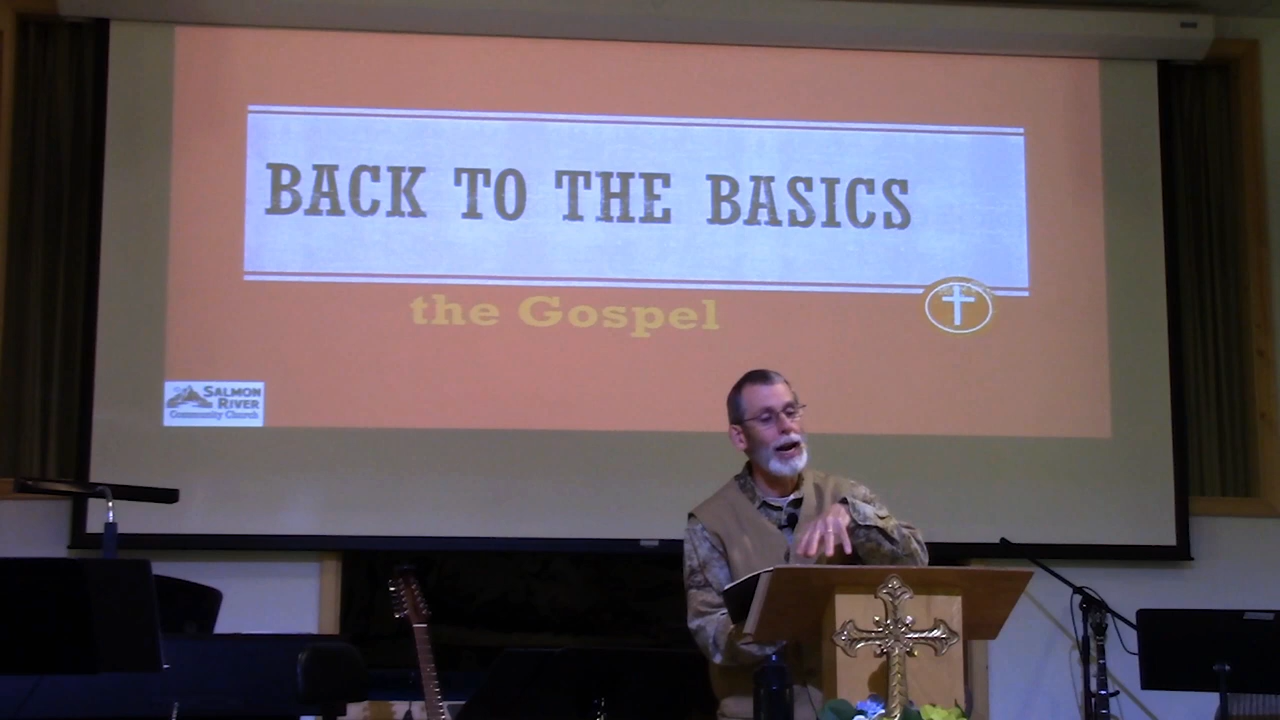 BACK TO THE BASICS
the Gospel
SALMON
RIVER
Community Church